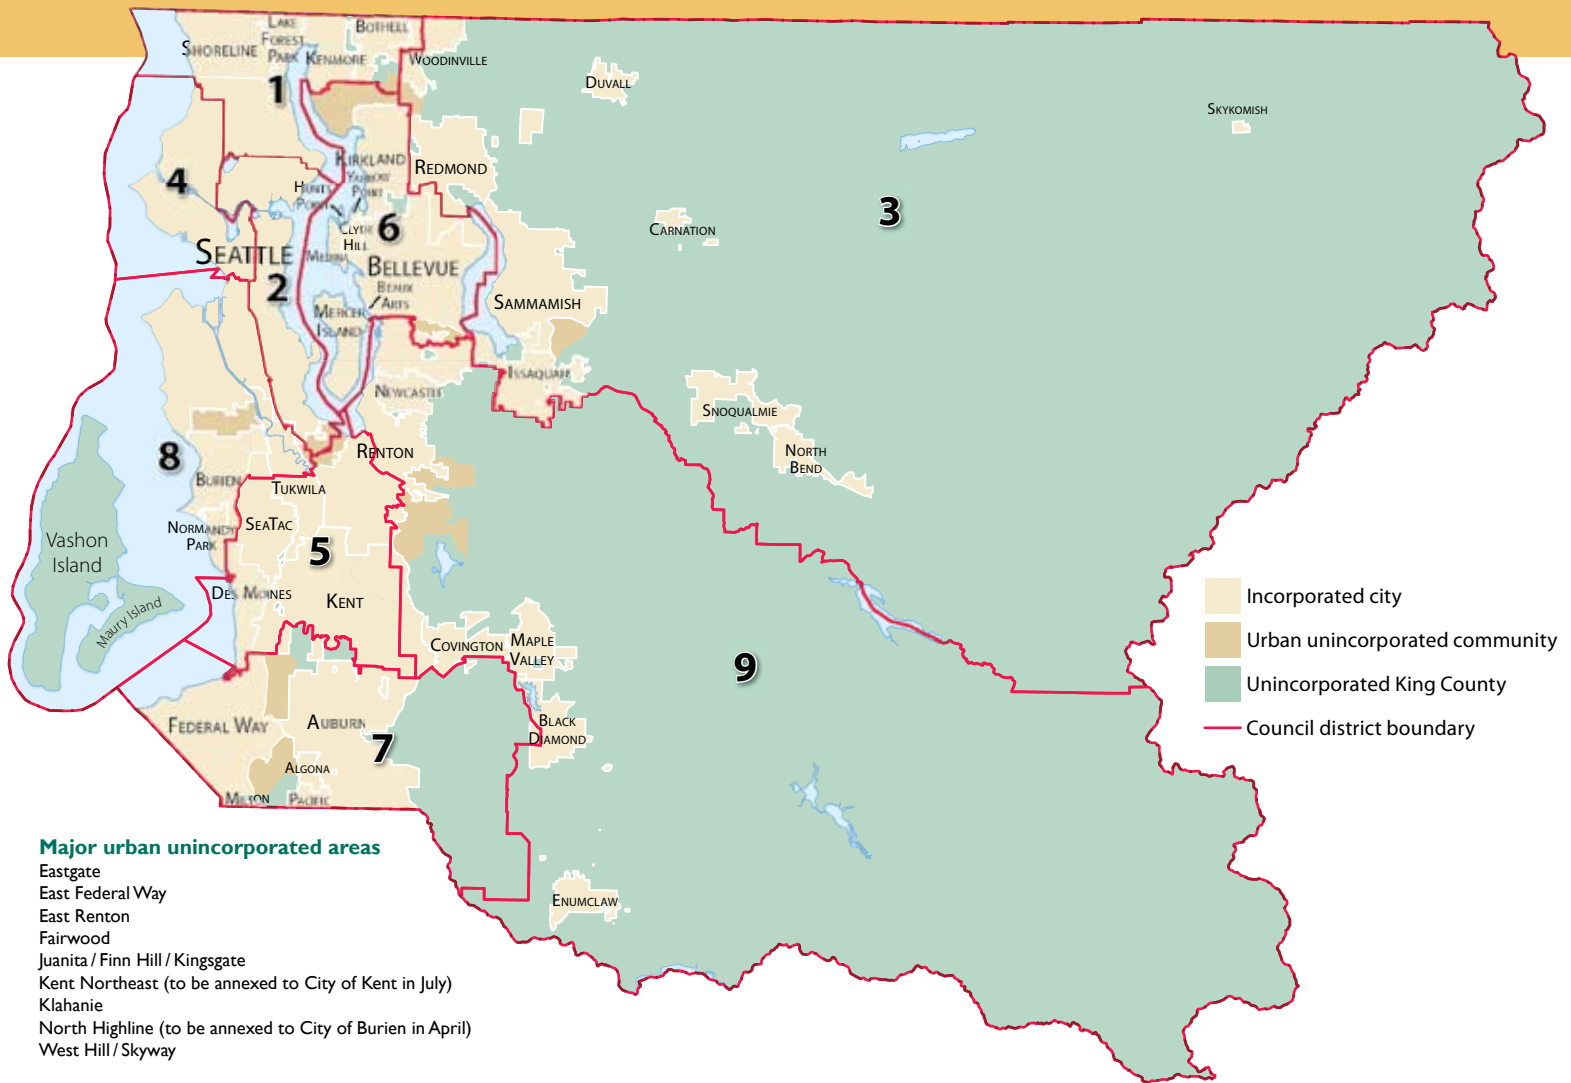 LAKE
FOREST
PARK
BOTHELL
SHORELINE
KENMORE
WOODINVILLE
1
DUVALL
SKYKOMISH
KIRKLAND
REDMOND
YARROW
POINT
HUNTS
POINT
4
3
6
CLYDE
HILL
CARNATION
SEATTLE
MEDINA
BELLEVUE
2
BEAUX
ARTS
SAMMAMISH
MERCER
ISLAND
ISSAQUAH
NEWCASTLE
SNOQUALMIE
8
RENTON
NORTH
BEND
BURIEN
TUKWILA
SEATAC
NORMANDY
PARK
5
Vashon
Island
DES MOINES
KENT
Maury Island
COVINGTON
MAPLE
VALLEY
9
FEDERAL WAY
AUBURN
BLACK
DIAMOND
7
ALGONA
MILTON
PACIFIC
ENUMCLAW
Incorporated city
Urban unincorporated community
Unincorporated King County
Council district boundary
Major urban unincorporated areas
Eastgate
East Federal Way
East Renton
Fairwood
Juanita / Finn Hill / Kingsgate
Kent Northeast (to be annexed to City of Kent in July)
Klahanie
North Highline (to be annexed to City of Burien in April)
West Hill / Skyway